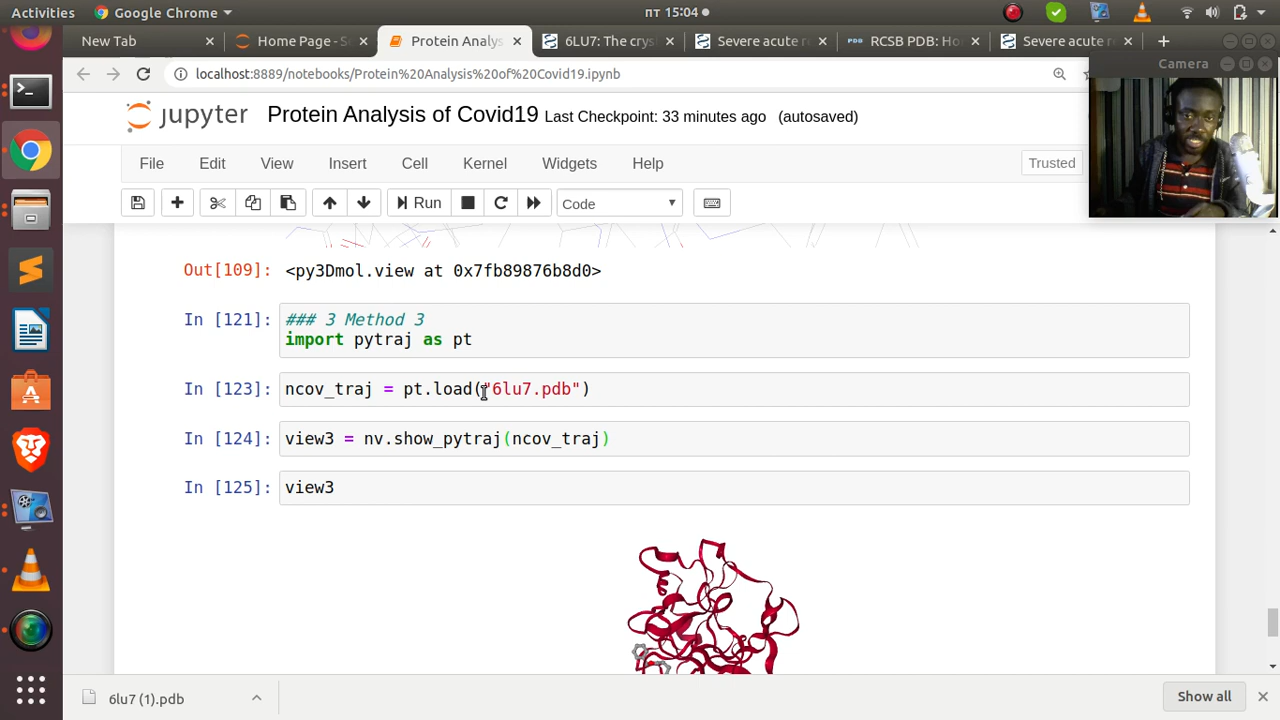 Activities
Google Chrome
пт 15:04
New Tab
Home Page - S
Protein Analys
6LU7: The crys
Severe acute r
PDB
RCSB PDB: Ho
Severe acute r
localhost:8889/notebooks/Protein%20Analysis%20of%20Covid19.ipynb
Camera
jupyter
Protein Analysis of Covid19
Last Checkpoint: 33 minutes ago
(autosaved)
File
Edit
View
Insert
Cell
Kernel
Widgets
Help
Trusted
Run
Code
Out[109]:
<py3Dmol.view at 0x7fb89876b8d0>
In [121]:
### 3 Method 3
import pytraj as pt
In [123]:
ncov_traj = pt.load("6lu7.pdb")
In [124]:
view3 = nv.show_pytraj(ncov_traj)
In [125]:
view3
6lu7 (1).pdb
Show all